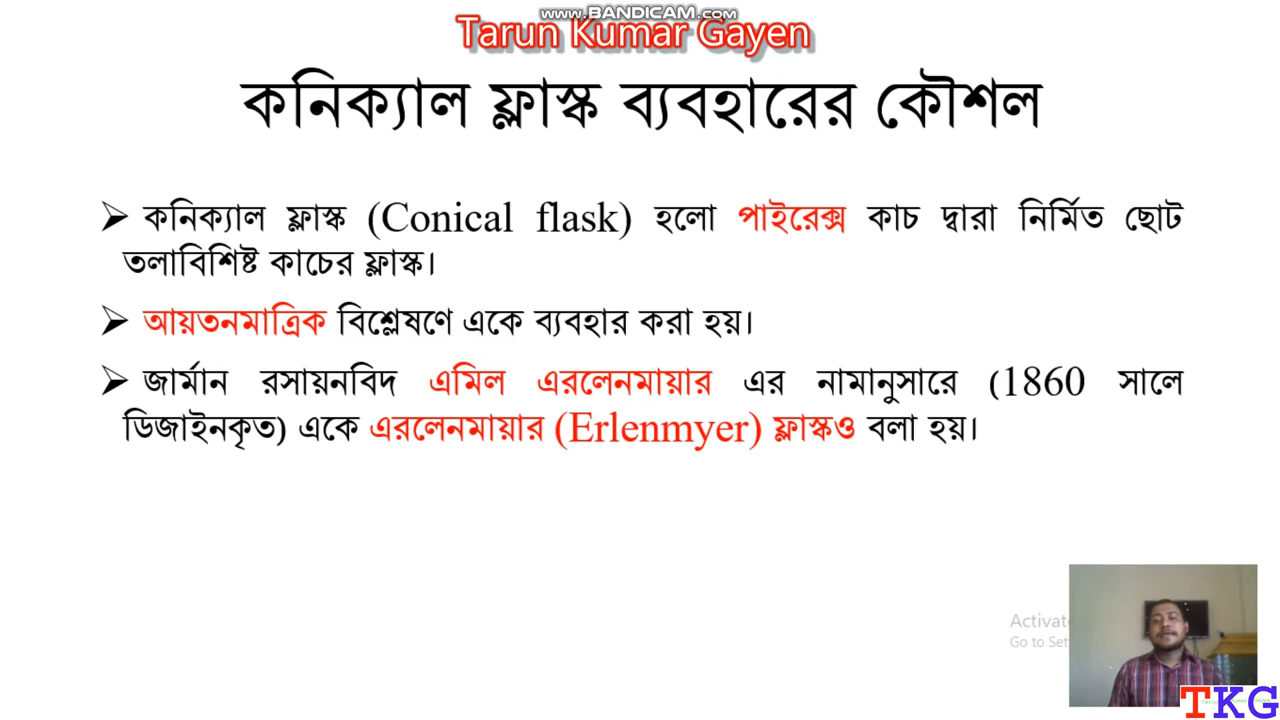 www.BANDICAM.com
Tarun Kumar Gayen
কনিক্যাল ফ্লাস্ক ব্যবহারের কৌশল
➢ কনিক্যাল ফ্লাস্ক (Conical flask) হলো পাইরেক্স কাচ দ্বারা নির্মিত ছোট
তলাবিশিষ্ট কাচের ফ্লাস্ক।
➢ আয়তনমাত্রিক বিশ্লেষণে একে ব্যবহার করা হয়।
➢ জার্মান রসায়নবিদ এমিল এরলেনমায়ার এর নামানুসারে (1860 সালে
ডিজাইনকৃত) একে এরলেনমায়ার (Erlenmyer) ফ্লাস্কও বলা হয়।
Activate
Go to Set
TKG